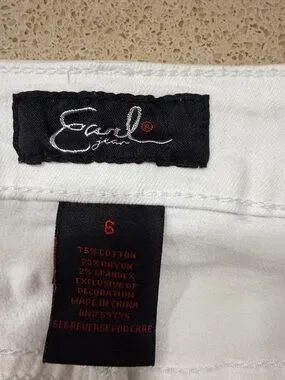 Earl®
jean
6
75% COTTON
23% RAYON
2% SPANDEX
EXCLUSIVE OF
DECORATION
MADE IN CHINA
SEE REVERSE FOR CARE